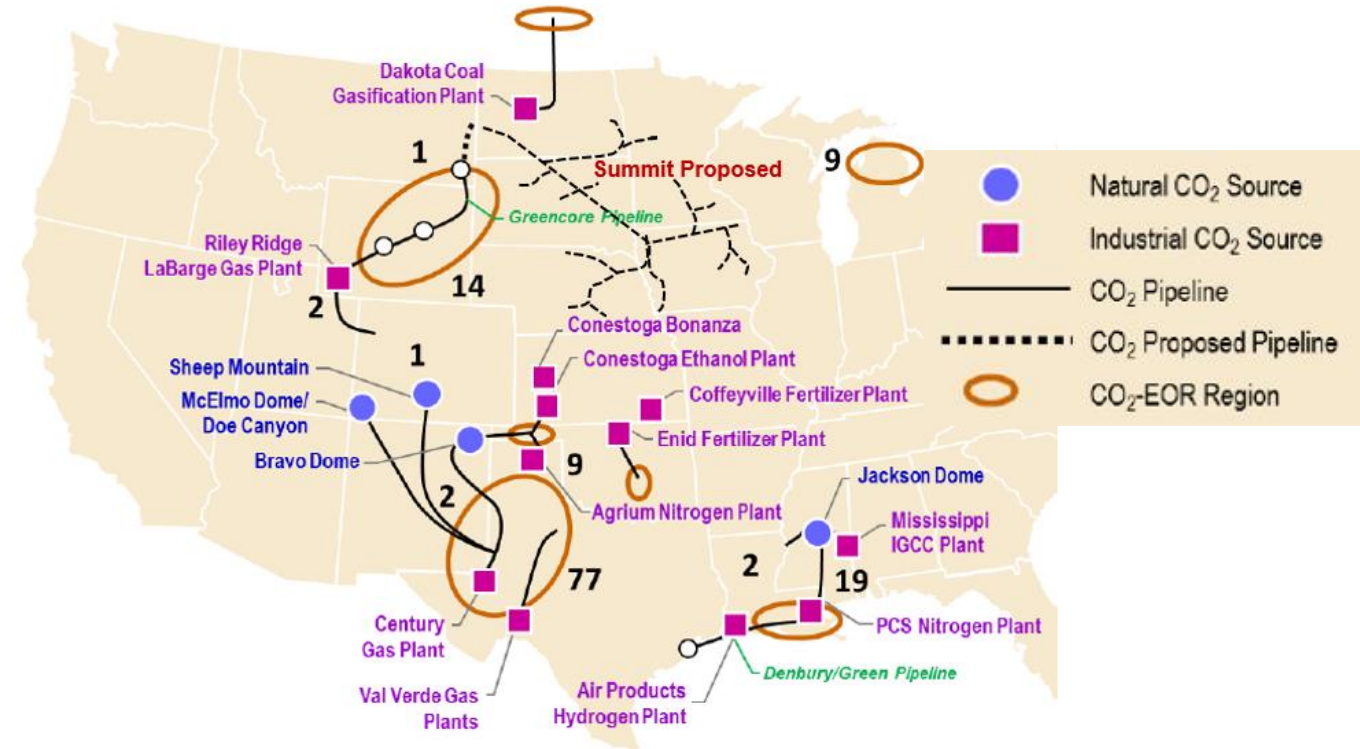 Dakota Coal
Gasification Plant
1
Summit Proposed
9
Greencore Pipeline
Riley Ridge
LaBarge Gas Plant
14
2
Natural CO₂ Source
Industrial CO₂ Source
CO₂ Pipeline
CO₂ Proposed Pipeline
CO₂-EOR Region
Conestoga Bonanza
1
Conestoga Ethanol Plant
Sheep Mountain
McElmo Dome/
Doe Canyon
Coffeyville Fertilizer Plant
Enid Fertilizer Plant
Bravo Dome
9
Jackson Dome
2
Agrium Nitrogen Plant
Mississippi
IGCC Plant
77
2
19
Century
Gas Plant
PCS Nitrogen Plant
Denbury/Green Pipeline
Val Verde Gas
Plants
Air Products
Hydrogen Plant